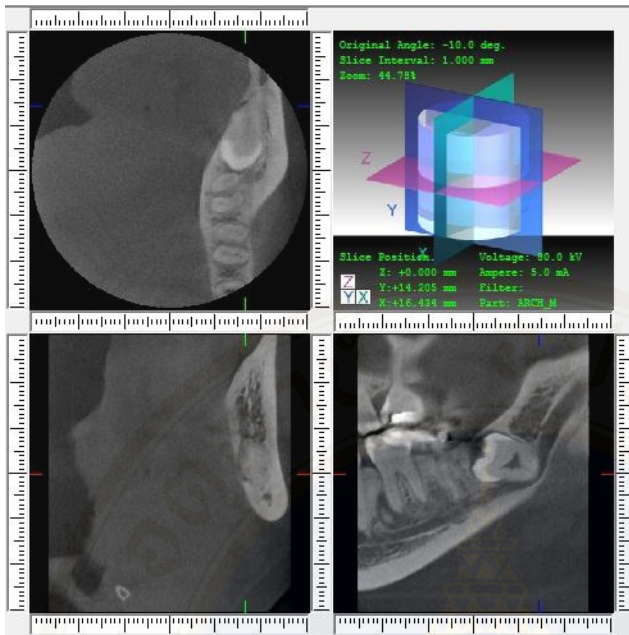 Original Angle: -10.0 deg.
Slice Interval: 1.000 mm
Zoom: 44.78%
Z
Y
X
Slice Position: Voltage: 80.0 kV
Z: +0.000 mm Ampere: 5.0 mA
Z Y:+14.205 mm Filter:
Y X X:+16.434 mm Part: ARCH_M